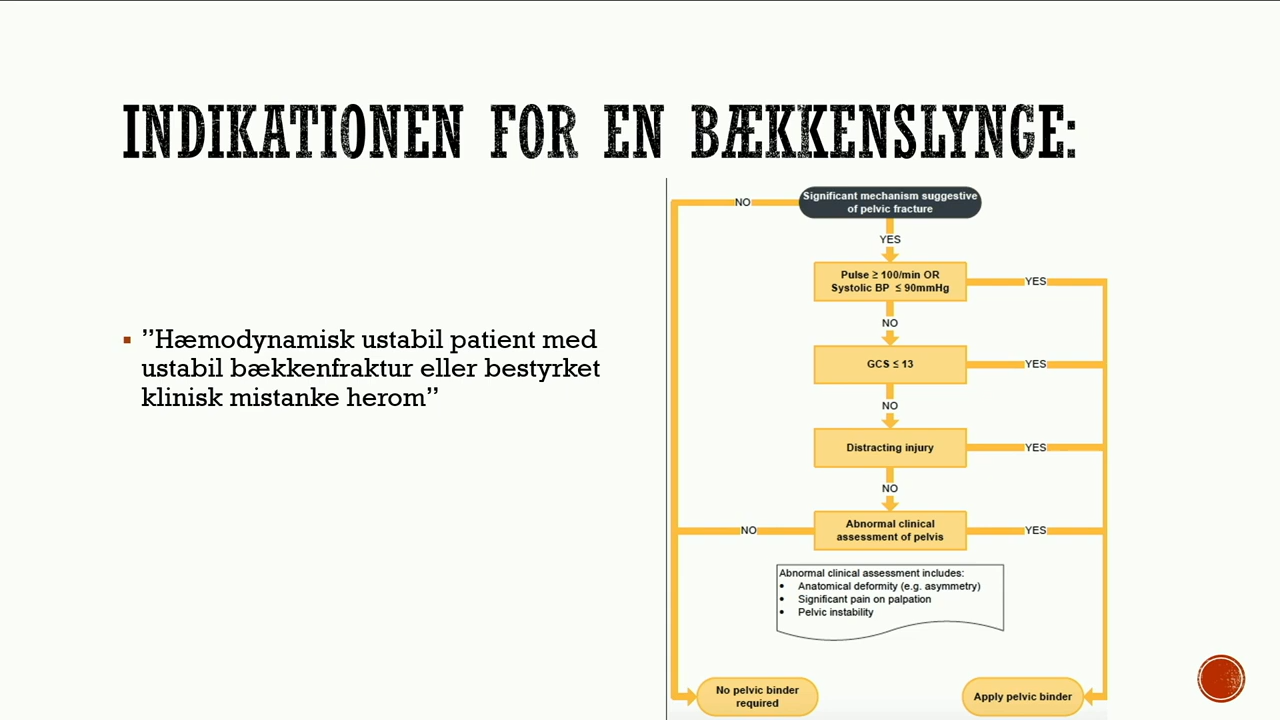 INDIKATIONEN FOR EN BÆKKENSLYNGE:
”Hæmodynamisk ustabil patient med
ustabil bækkenfraktur eller bestyrket
klinisk mistanke herom”
Significant mechanism suggestive
of pelvic fracture
NO
YES
Pulse ≥ 100/min OR
Systolic BP ≤ 90mmHg
YES
NO
GCS ≤ 13
YES
NO
Distracting injury
YES
NO
Abnormal clinical
assessment of pelvis
NO
YES
Abnormal clinical assessment includes:
• Anatomical deformity (e.g. asymmetry)
• Significant pain on palpation
• Pelvic instability
No pelvic binder
required
Apply pelvic binder